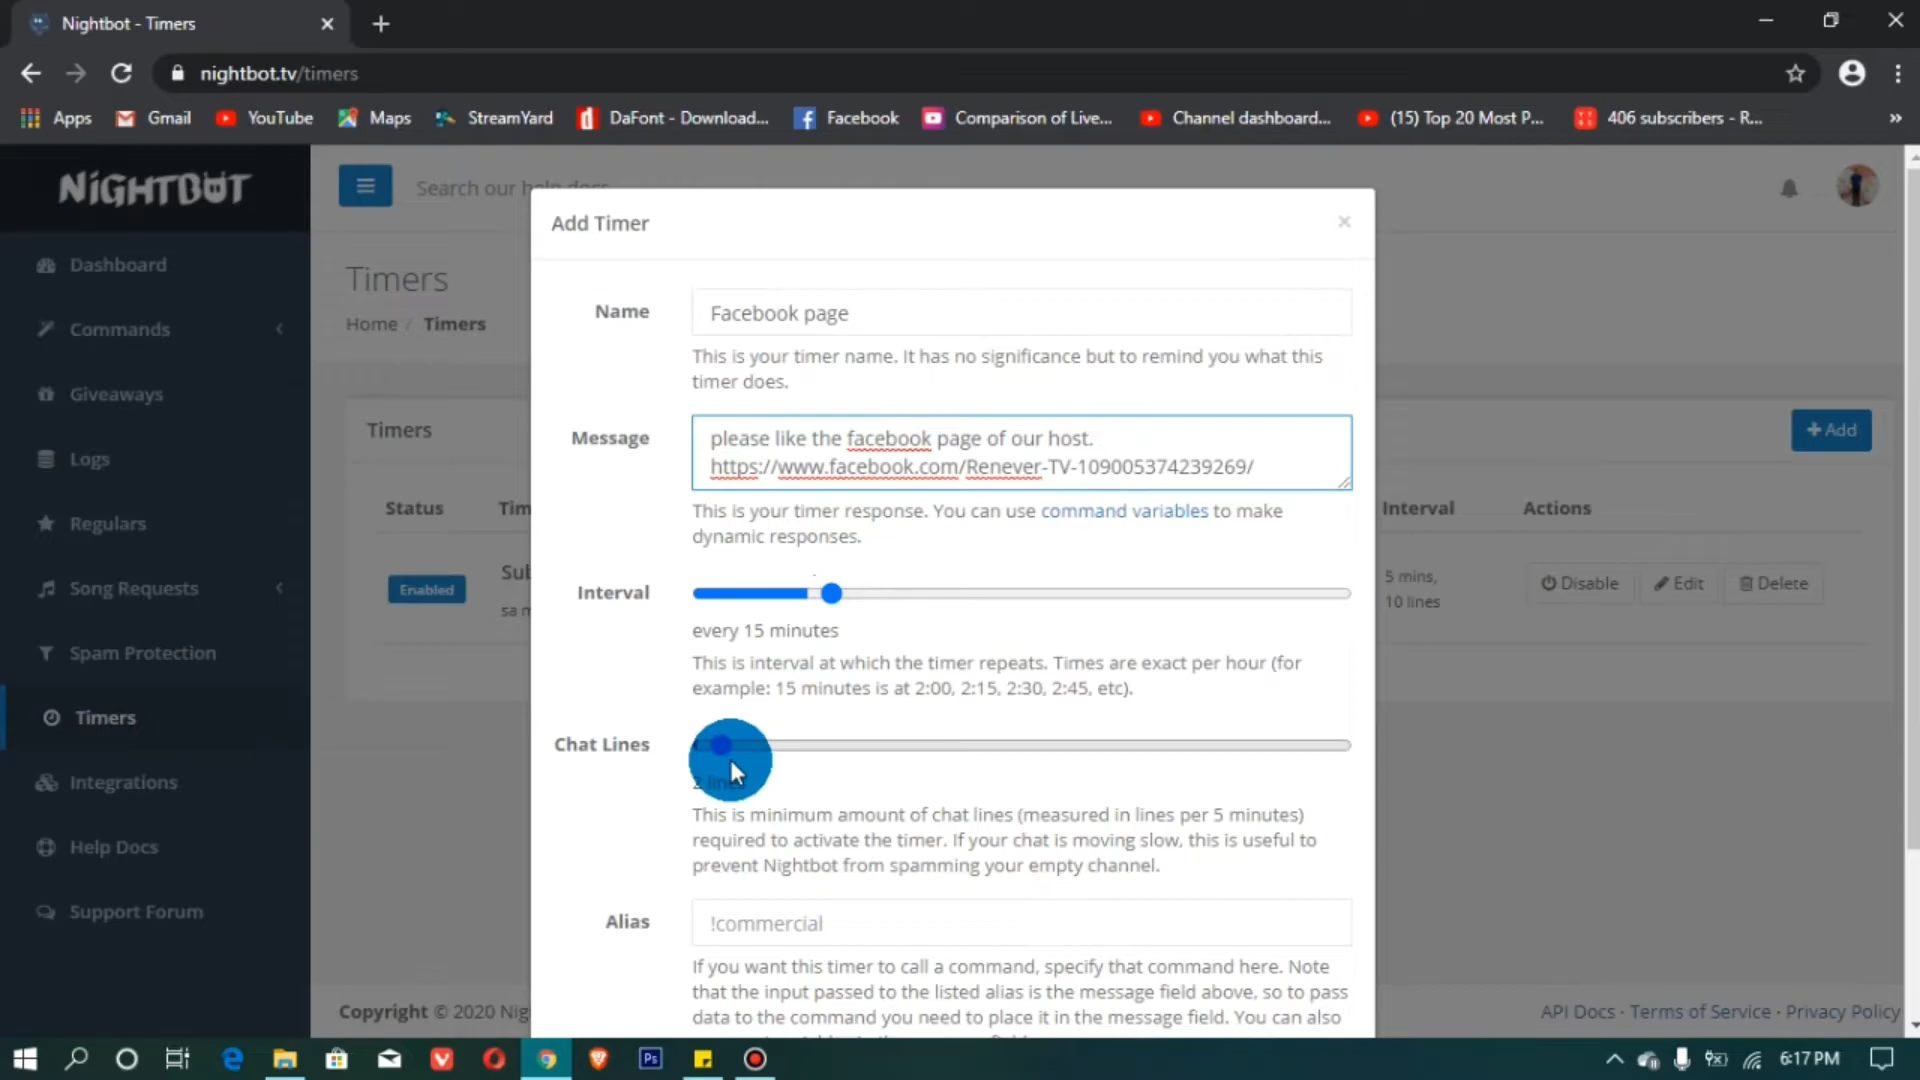 Nightbot - Timers
nightbot.tv/timers
Apps Gmail YouTube Maps StreamYard DaFont - Download... Facebook Comparison of Live... Channel dashboard... (15) Top 20 Most P... 406 subscribers - R... »
NiGHTBOT
Search our help docs
Add Timer ×
Dashboard
Commands
Giveaways
Logs
Regulars
Song Requests
Spam Protection
Timers
Integrations
Help Docs
Support Forum
Timers
Home / Timers
Timers
+ Add
Status Tim Interval Actions
Enabled Sub 5 mins, Disable Edit Delete
sa 10 lines
Name Facebook page
This is your timer name. It has no significance but to remind you what this
timer does.
Message please like the facebook page of our host.
https://www.facebook.com/Renever-TV-109005374239269/
This is your timer response. You can use command variables to make
dynamic responses.
Interval
every 15 minutes
This is interval at which the timer repeats. Times are exact per hour (for
example: 15 minutes is at 2:00, 2:15, 2:30, 2:45, etc).
Chat Lines
2 lines
This is minimum amount of chat lines (measured in lines per 5 minutes)
required to activate the timer. If your chat is moving slow, this is useful to
prevent Nightbot from spamming your empty channel.
Alias !commercial
If you want this timer to call a command, specify that command here. Note
that the input passed to the listed alias is the message field above, so to pass
data to the command you need to place it in the message field. You can also
Copyright © 2020 Nig
API Docs · Terms of Service · Privacy Policy
Ps
6:17 PM